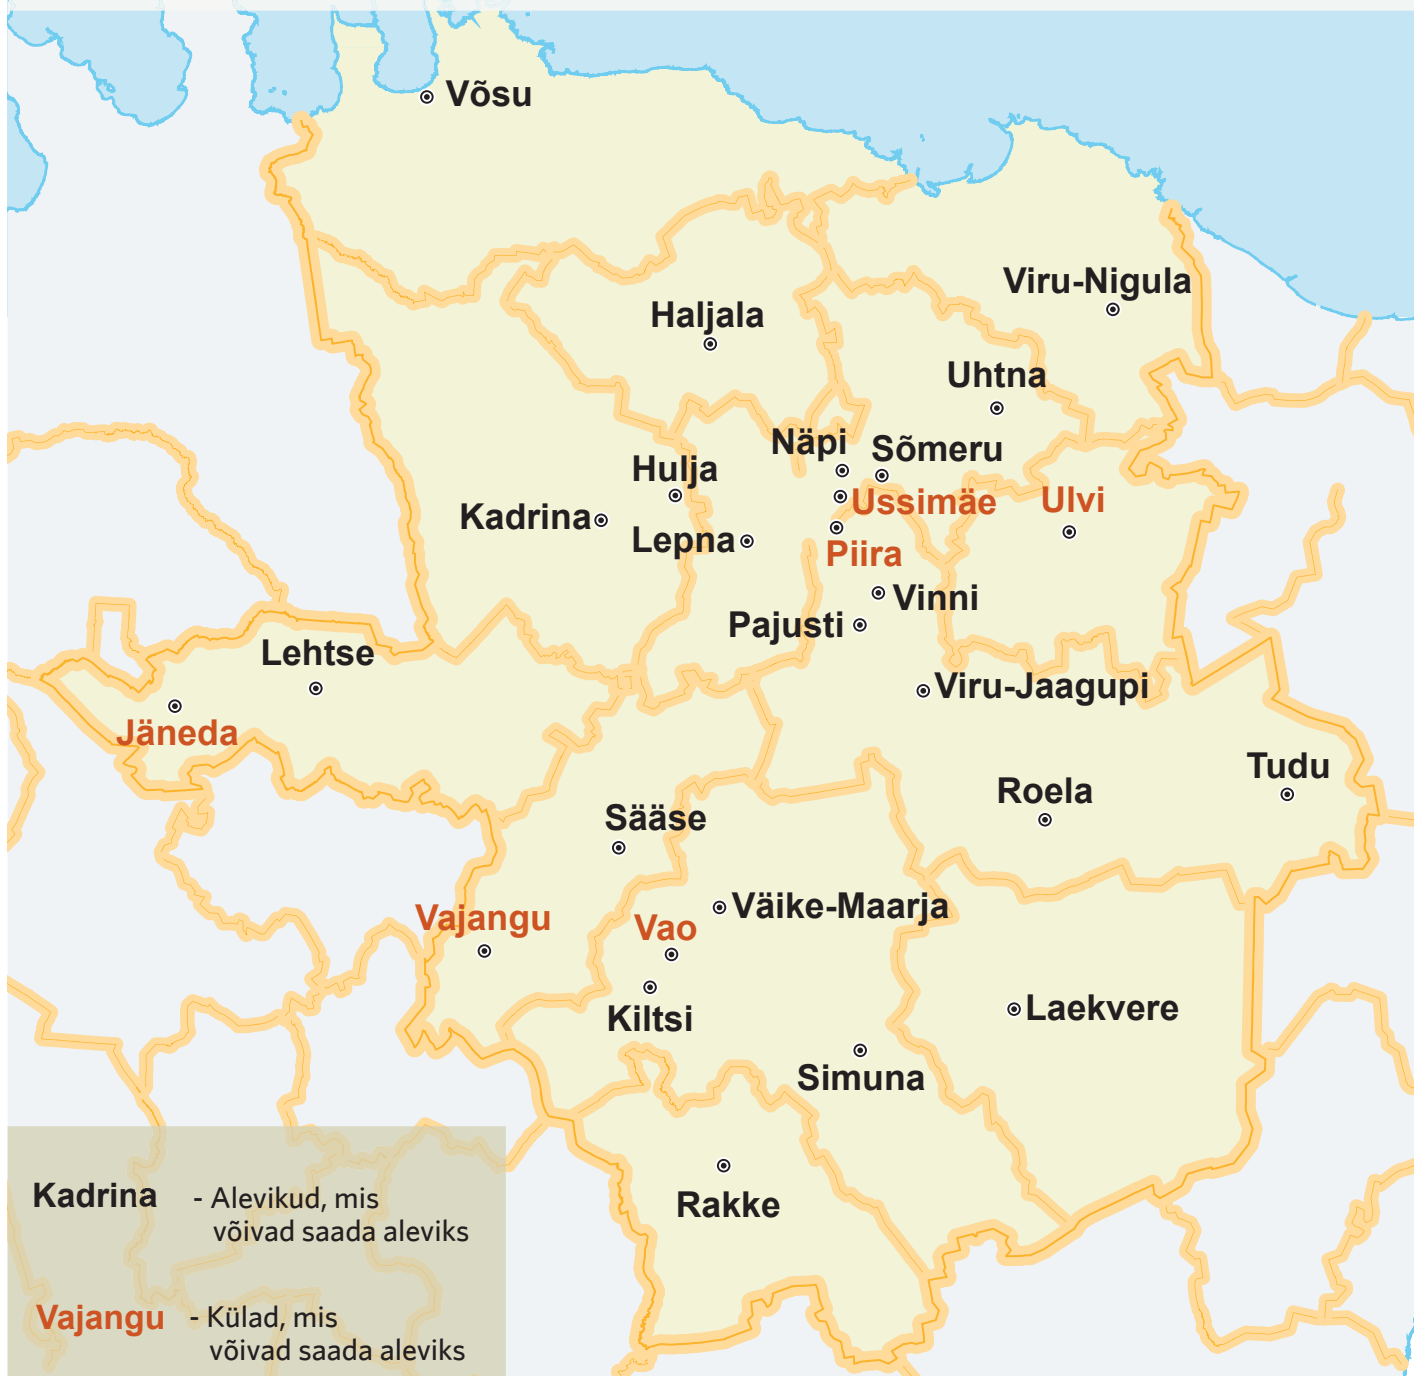 Võsu
Viru-Nigula
Haljala
Uhtna
Näpi
Sõmeru
Hulja
Ussimäe
Ulvi
Kadrina
Lepna
Piira
Vinni
Pajusti
Lehtse
Viru-Jaagupi
Jäneda
Tudu
Roela
Sääse
Väike-Maarja
Vajangu
Vao
Laekvere
Kiltsi
Simuna
Rakke
Kadrina - Alevikud, mis
võivad saada aleviks
Vajangu - Külad, mis
võivad saada aleviks